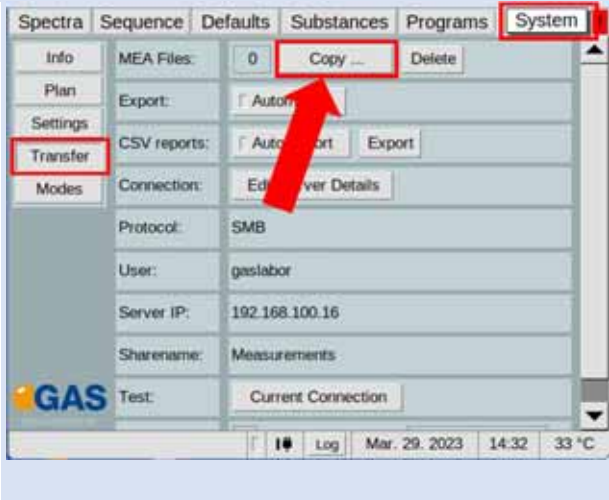 Spectra Sequence Defaults Substances Programs System
Info MEA Files: 0 Copy ... Delete
Plan Export:
Settings
CSV reports: Export
Transfer
Modes Connection: Details
Protocol: SMB
User: gaslabor
Server IP: 192.168.100.16
Sharename: Measurements
GAS Test: Current Connection
Log Mar. 29. 2023 14:32 33 °C